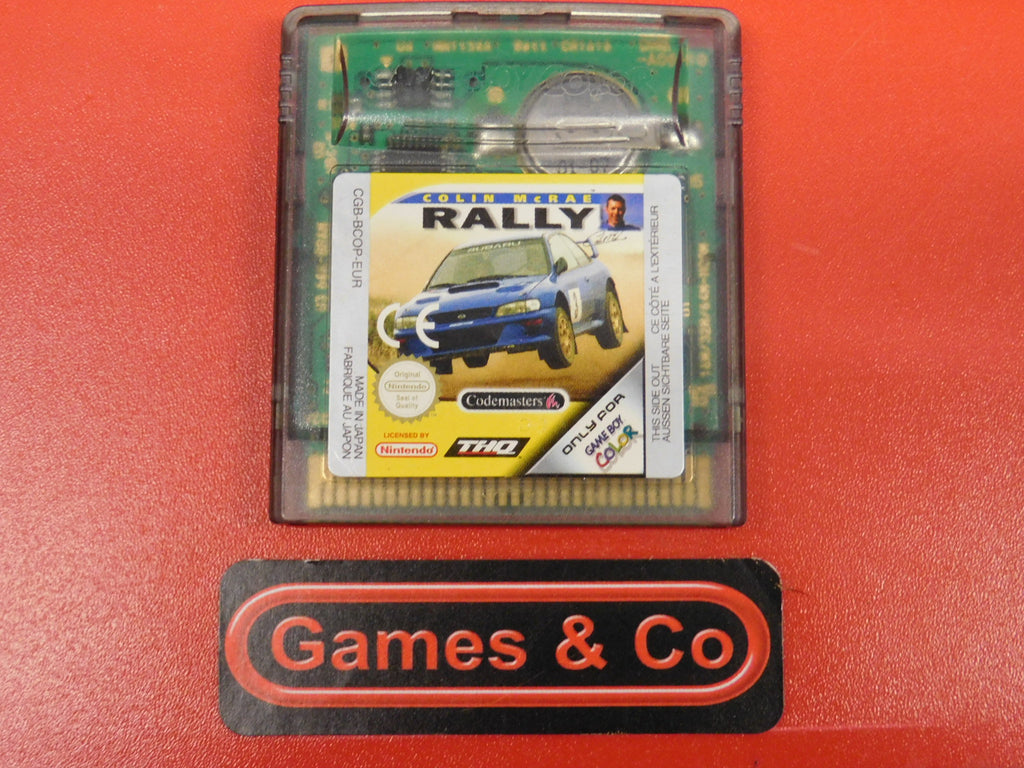 COLIN McRAE
RALLY
SUBARU
CGB-BCOP-EUR
MADE IN JAPAN
FABRIQUE AU JAPON
CE
Original
Nintendo
Seal of
Quality
Codemasters
LICENSED BY
Nintendo
THQ
ONLY FOR
GAME BOY
COLOR
THIS SIDE OUT CE CÔTÉ A L'EXTÉRIEUR
AUSSEN SICHTBARE SEITE
Games & Co